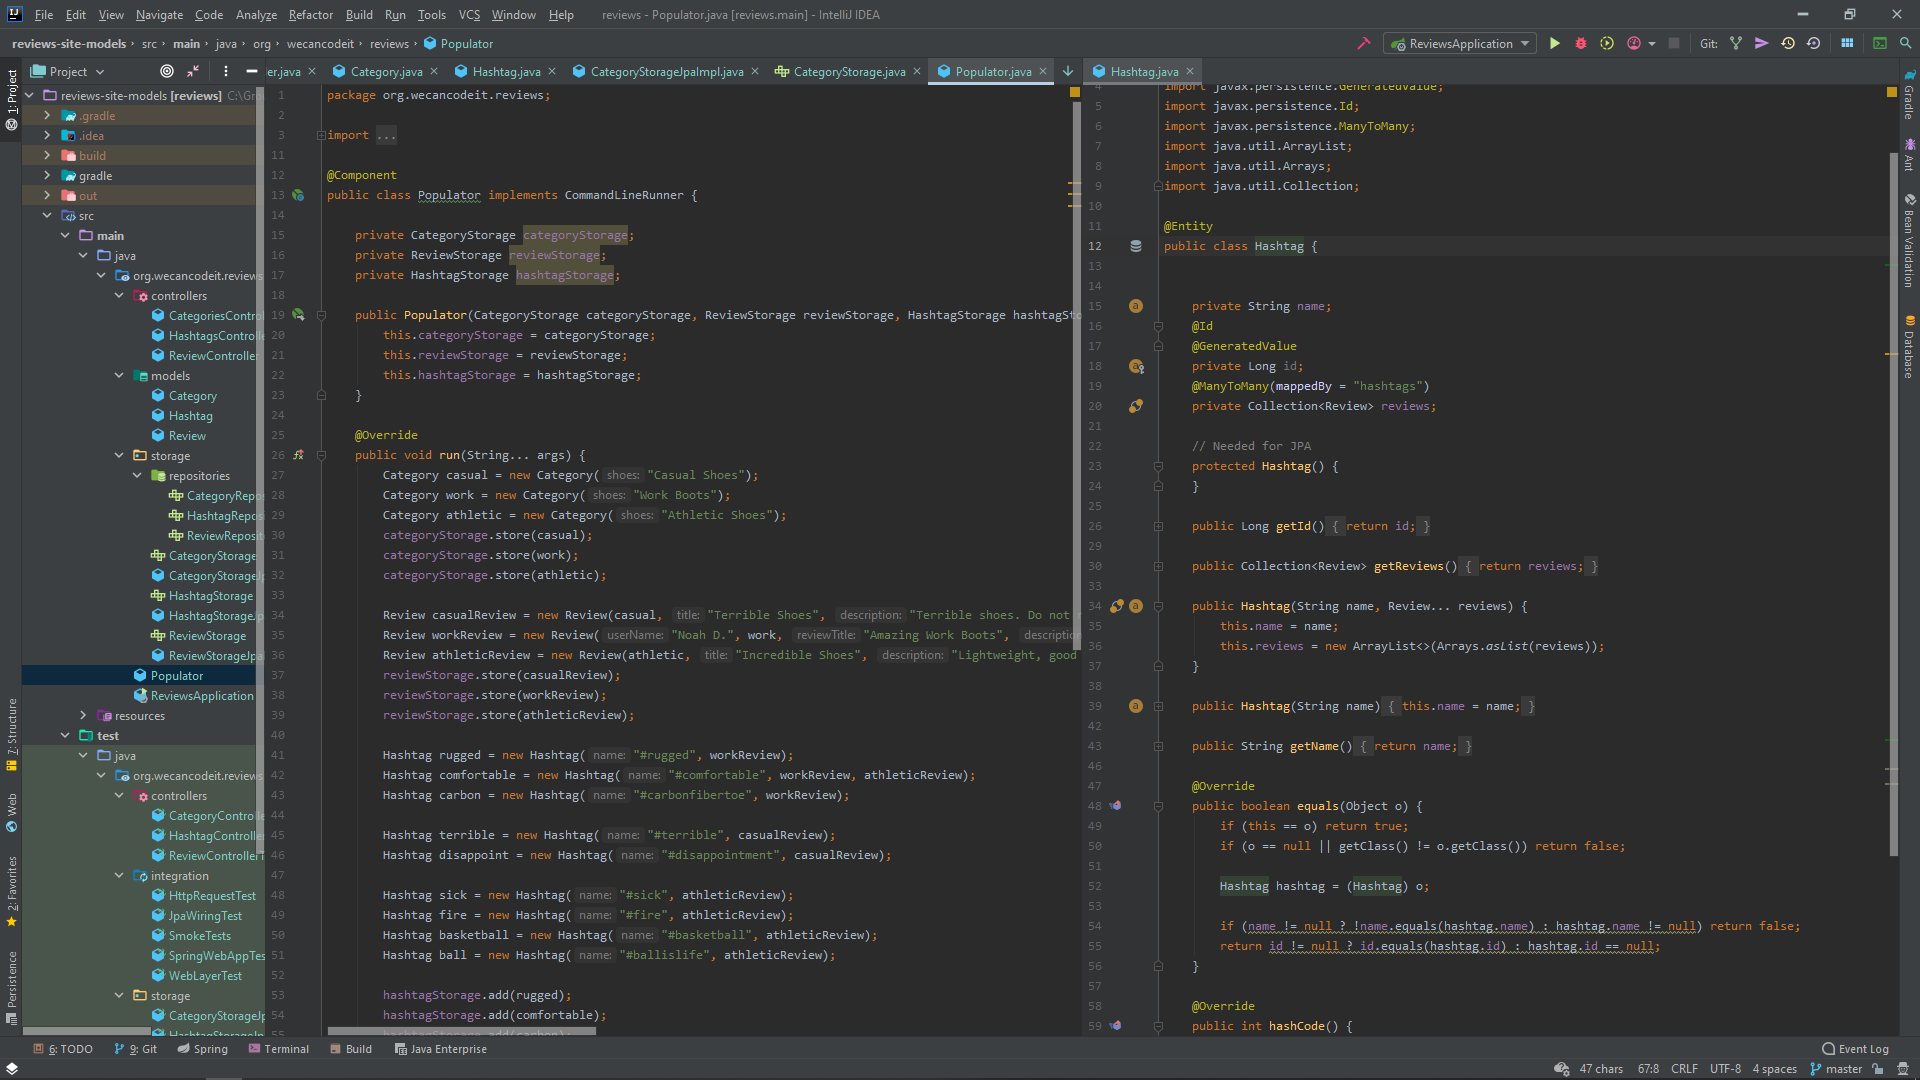 File Edit View Navigate Code Analyze Refactor Build Run Tools VCS Window Help reviews - Populator.java [reviews.main] - IntelliJ IDEA
reviews-site-models › src › main › java › org › wecancodeit › reviews › Populator
ReviewsApplication Git:
Project
er.java Category.java Hashtag.java CategoryStorageJpaImpl.java CategoryStorage.java Populator.java Hashtag.java
1: Project
7: Structure
Web
2: Favorites
Persistence
reviews-site-models [reviews] C:\Gro
.gradle
.idea
build
gradle
out
src
main
java
org.wecancodeit.reviews
controllers
CategoriesContro
HashtagsControlle
ReviewController
models
Category
Hashtag
Review
storage
repositories
CategoryRepo
HashtagRepos
ReviewReposit
CategoryStorage
CategoryStorageJp
HashtagStorage
HashtagStorageJp
ReviewStorage
ReviewStorageJpaI
Populator
ReviewsApplication
resources
test
java
org.wecancodeit.reviews
controllers
CategoryControlle
HashtagControlle
ReviewControllerT
integration
HttpRequestTest
JpaWiringTest
SmokeTests
SpringWebAppTes
WebLayerTest
storage
CategoryStorageJp
HashtagStorageJp
1 package org.wecancodeit.reviews;
2
3 import ...
11
12 @Component
13 public class Populator implements CommandLineRunner {
14
15 private CategoryStorage categoryStorage;
16 private ReviewStorage reviewStorage;
17 private HashtagStorage hashtagStorage;
18
19 public Populator(CategoryStorage categoryStorage, ReviewStorage reviewStorage, HashtagStorage hashtagSto
20 this.categoryStorage = categoryStorage;
21 this.reviewStorage = reviewStorage;
22 this.hashtagStorage = hashtagStorage;
23 }
24
25 @Override
26 public void run(String... args) {
27 Category casual = new Category( shoes: "Casual Shoes");
28 Category work = new Category( shoes: "Work Boots");
29 Category athletic = new Category( shoes: "Athletic Shoes");
30 categoryStorage.store(casual);
31 categoryStorage.store(work);
32 categoryStorage.store(athletic);
33
34 Review casualReview = new Review(casual, title: "Terrible Shoes", description: "Terrible shoes. Do not
35 Review workReview = new Review( userName: "Noah D.", work, reviewTitle: "Amazing Work Boots", description
36 Review athleticReview = new Review(athletic, title: "Incredible Shoes", description: "Lightweight, good
37 reviewStorage.store(casualReview);
38 reviewStorage.store(workReview);
39 reviewStorage.store(athleticReview);
40
41 Hashtag rugged = new Hashtag( name: "#rugged", workReview);
42 Hashtag comfortable = new Hashtag( name: "#comfortable", workReview, athleticReview);
43 Hashtag carbon = new Hashtag( name: "#carbonfibertoe", workReview);
44
45 Hashtag terrible = new Hashtag( name: "#terrible", casualReview);
46 Hashtag disappoint = new Hashtag( name: "#disappointment", casualReview);
47
48 Hashtag sick = new Hashtag( name: "#sick", athleticReview);
49 Hashtag fire = new Hashtag( name: "#fire", athleticReview);
50 Hashtag basketball = new Hashtag( name: "#basketball", athleticReview);
51 Hashtag ball = new Hashtag( name: "#ballislife", athleticReview);
52
53 hashtagStorage.add(rugged);
54 hashtagStorage.add(comfortable);
55 hashtagStorage.add(carbon);
4 import javax.persistence.GeneratedValue;
5 import javax.persistence.Id;
6 import javax.persistence.ManyToMany;
7 import java.util.ArrayList;
8 import java.util.Arrays;
9 import java.util.Collection;
10
11 @Entity
12 public class Hashtag {
13
14
15 private String name;
16 @Id
17 @GeneratedValue
18 private Long id;
19 @ManyToMany(mappedBy = "hashtags")
20 private Collection<Review> reviews;
21
22 // Needed for JPA
23 protected Hashtag() {
24 }
25
26 public Long getId() { return id; }
29
30 public Collection<Review> getReviews() { return reviews; }
33
34 public Hashtag(String name, Review... reviews) {
35 this.name = name;
36 this.reviews = new ArrayList<>(Arrays.asList(reviews));
37 }
38
39 public Hashtag(String name) { this.name = name; }
42
43 public String getName() { return name; }
46
47 @Override
48 public boolean equals(Object o) {
49 if (this == o) return true;
50 if (o == null || getClass() != o.getClass()) return false;
51
52 Hashtag hashtag = (Hashtag) o;
53
54 if (name != null ? !name.equals(hashtag.name) : hashtag.name != null) return false;
55 return id != null ? id.equals(hashtag.id) : hashtag.id == null;
56 }
57
58 @Override
59 public int hashCode() {
Gradle
Ant
Bean Validation
Database
6: TODO 9: Git Spring Terminal Build Java Enterprise Event Log
47 chars 67:8 CRLF UTF-8 4 spaces master